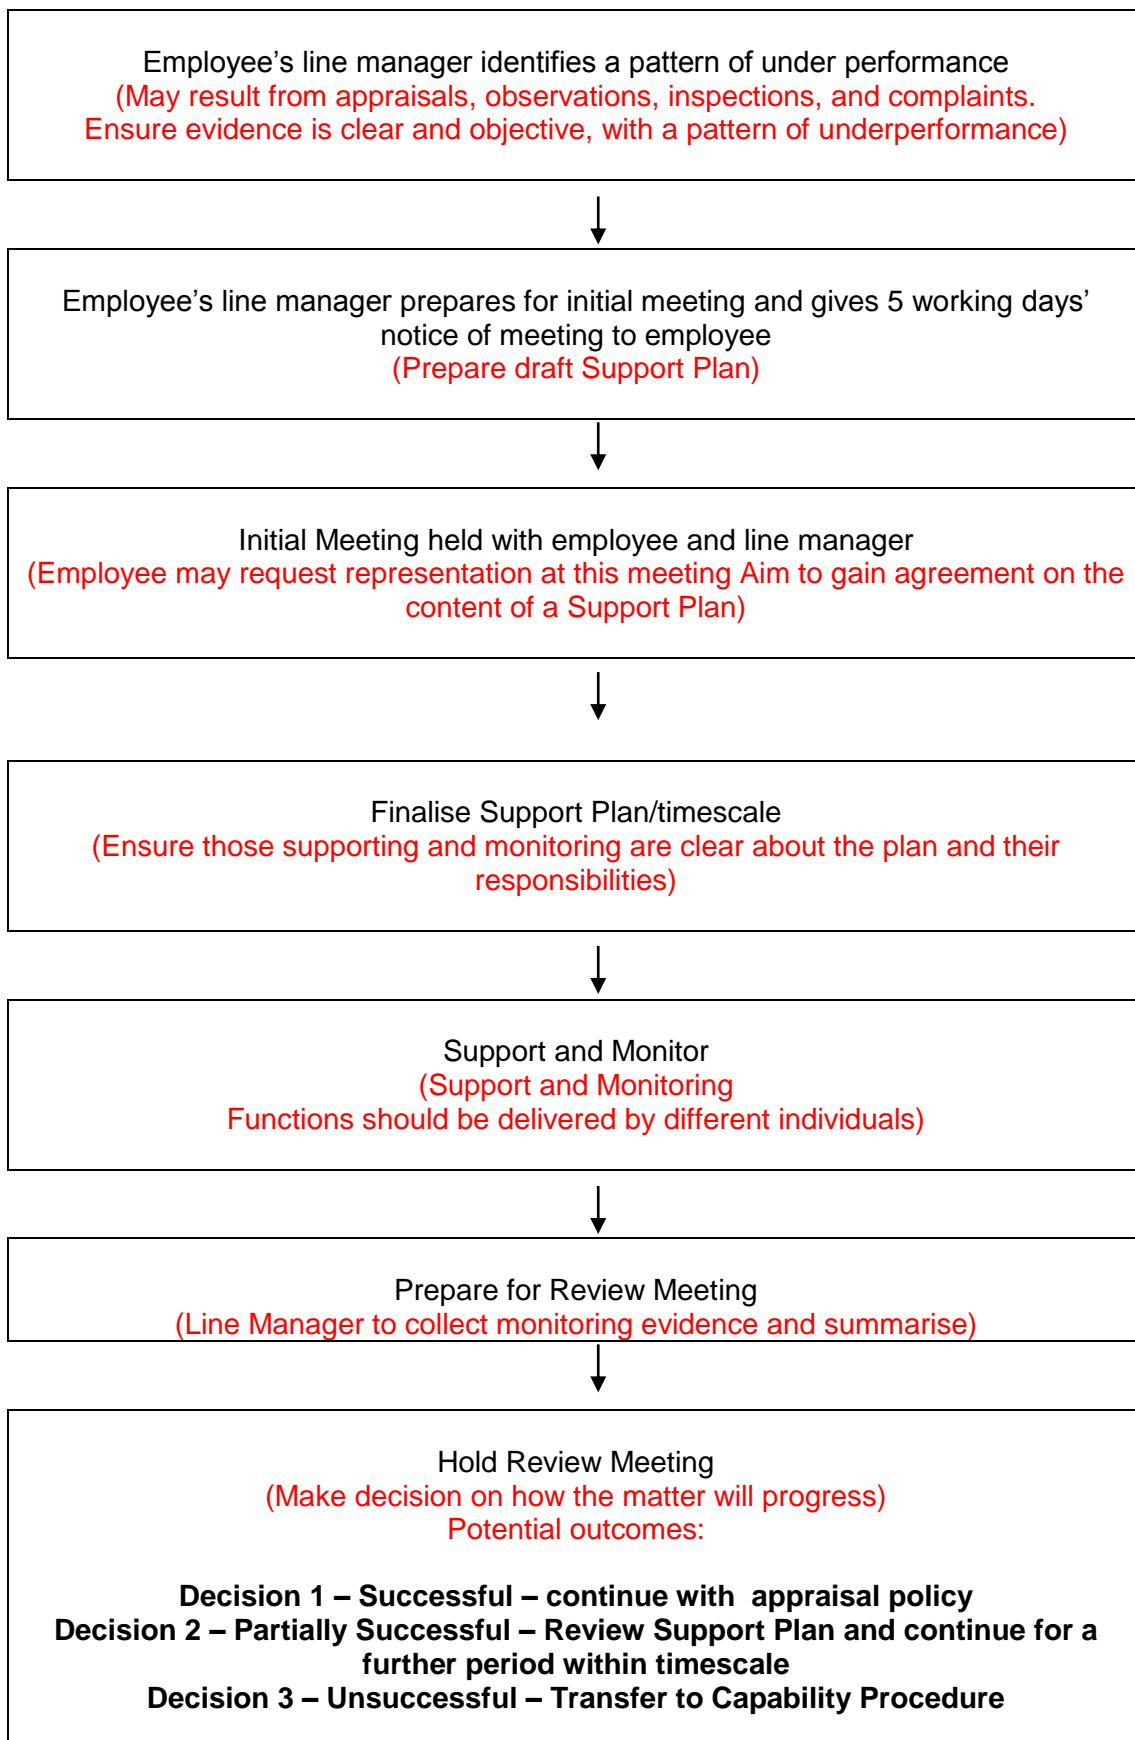 Employee’s line manager identifies a pattern of under performance
(May result from appraisals, observations, inspections, and complaints.
Ensure evidence is clear and objective, with a pattern of underperformance)
Employee’s line manager prepares for initial meeting and gives 5 working days’
notice of meeting to employee
(Prepare draft Support Plan)
Initial Meeting held with employee and line manager
(Employee may request representation at this meeting Aim to gain agreement on the
content of a Support Plan)
Finalise Support Plan/timescale
(Ensure those supporting and monitoring are clear about the plan and their
responsibilities)
Support and Monitor
(Support and Monitoring
Functions should be delivered by different individuals)
Prepare for Review Meeting
(Line Manager to collect monitoring evidence and summarise)
Hold Review Meeting
(Make decision on how the matter will progress)
Potential outcomes:
Decision 1 – Successful – continue with  appraisal policy
Decision 2 – Partially Successful – Review Support Plan and continue for a
further period within timescale
Decision 3 – Unsuccessful – Transfer to Capability Procedure